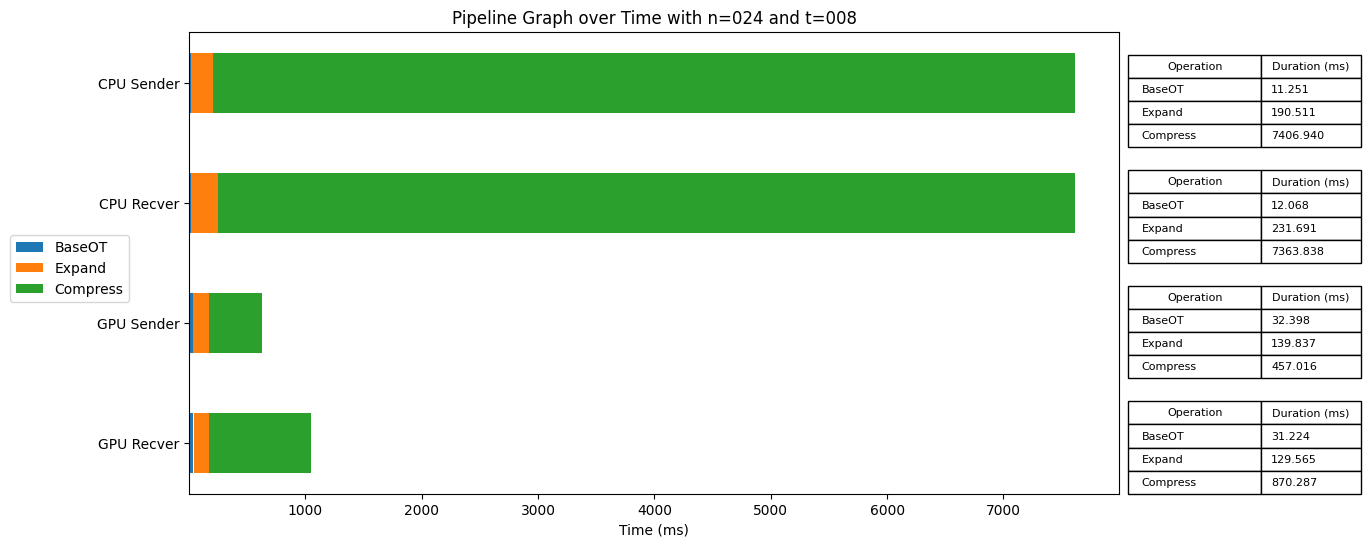 Pipeline Graph over Time with n=024 and t=008
CPU Sender
CPU Recver
GPU Sender
GPU Recver
BaseOT
Expand
Compress
1000 2000 3000 4000 5000 6000 7000
Time (ms)
Operation Duration (ms)
BaseOT 11.251
Expand 190.511
Compress 7406.940
Operation Duration (ms)
BaseOT 12.068
Expand 231.691
Compress 7363.838
Operation Duration (ms)
BaseOT 32.398
Expand 139.837
Compress 457.016
Operation Duration (ms)
BaseOT 31.224
Expand 129.565
Compress 870.287